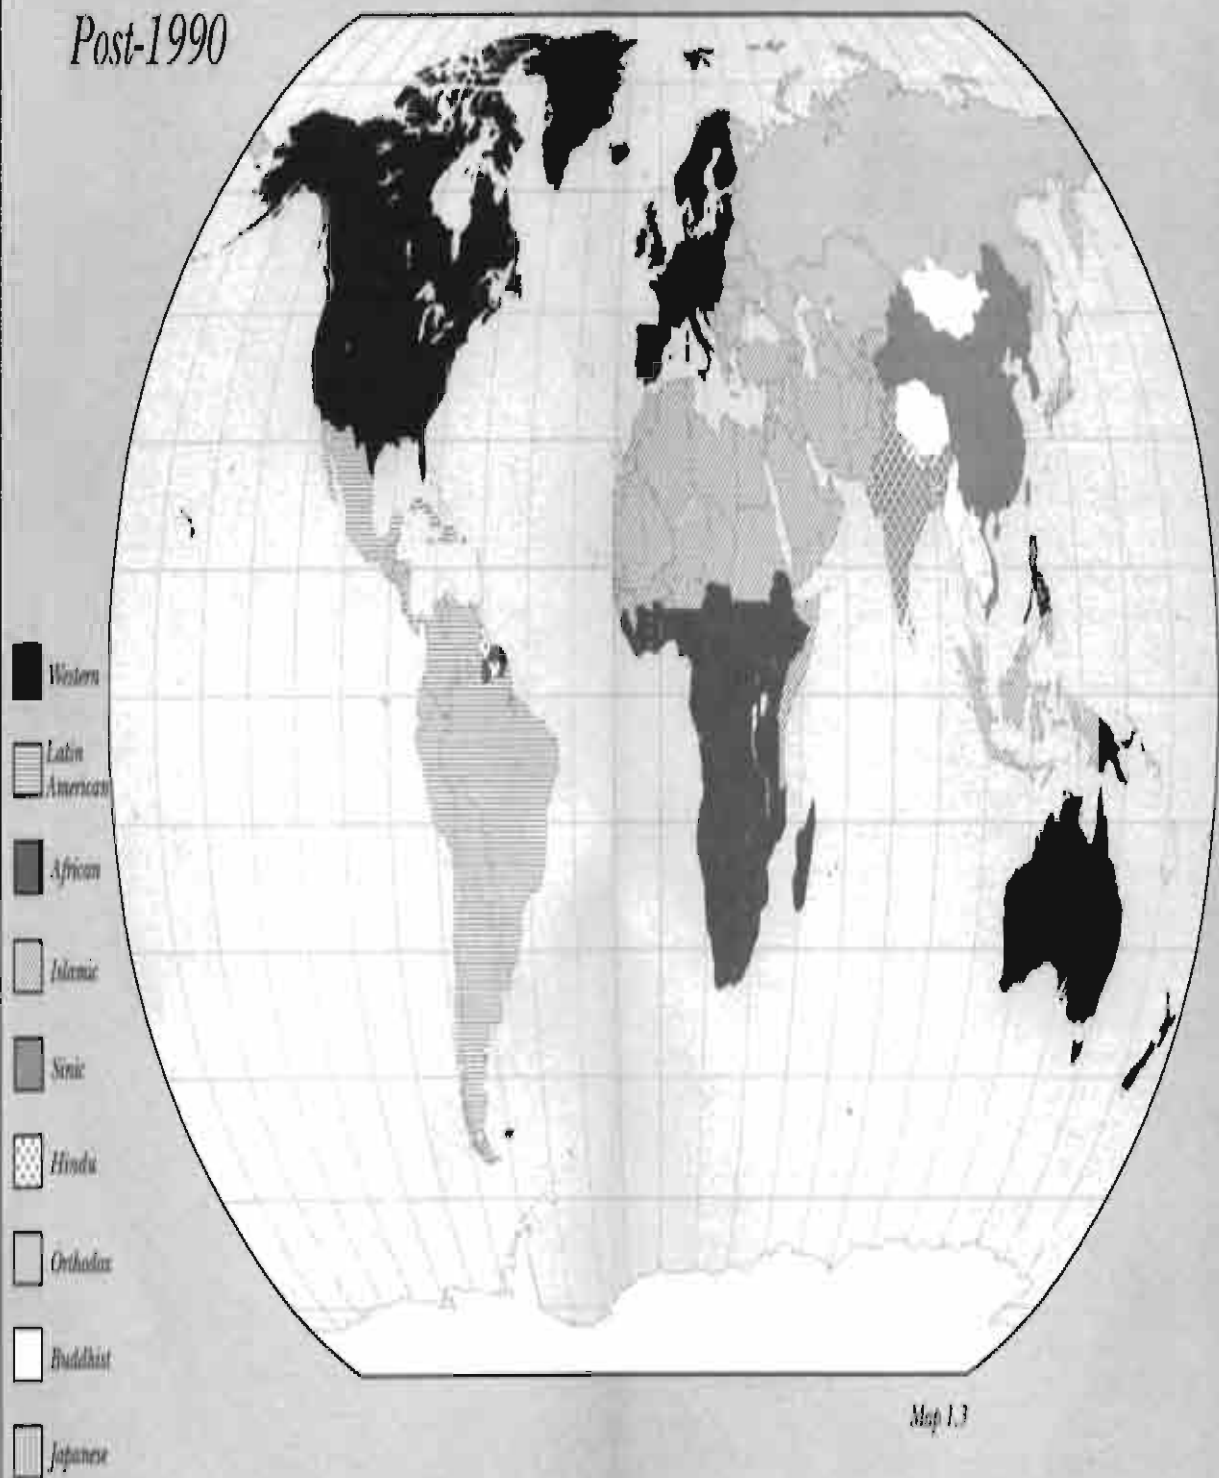 Post-1990
Western
Latin
American
African
Islamic
Sinic
Hindu
Orthodox
Buddhist
Japanese
Map 1.3